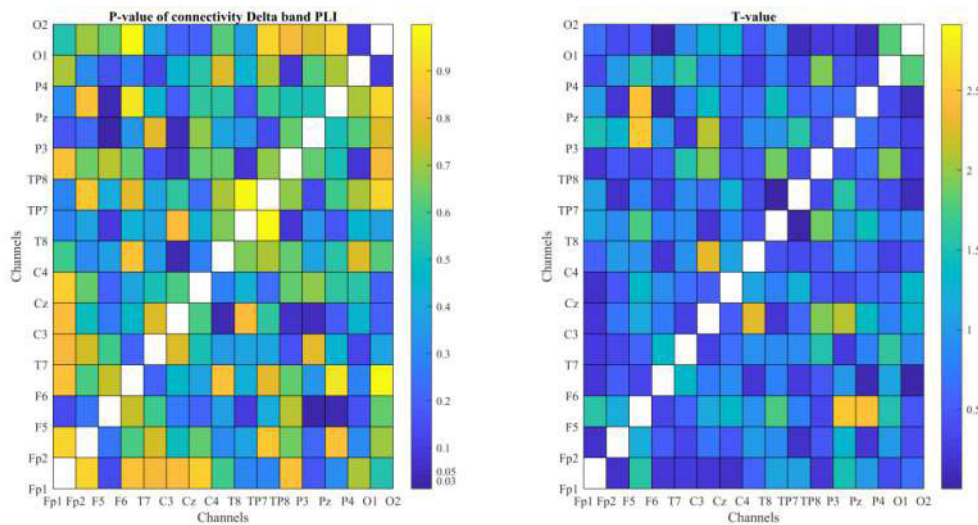 P-value of connectivity Delta band PLI
O2
O1
P4
Pz
P3
TP8
TP7
T8
C4
Cz
C3
T7
F6
F5
Fp2
Fp1
Channels
Fp1 Fp2 F5 F6 T7 C3 Cz C4 T8 TP7 TP8 P3 Pz P4 O1 O2
Channels
0.9
0.8
0.7
0.6
0.5
0.4
0.3
0.2
0.1
0.03
T-value
O2
O1
P4
Pz
P3
TP8
TP7
T8
C4
Cz
C3
T7
F6
F5
Fp2
Fp1
Channels
Fp1 Fp2 F5 F6 T7 C3 Cz C4 T8 TP7 TP8 P3 Pz P4 O1 O2
Channels
2.5
2
1.5
1
0.5